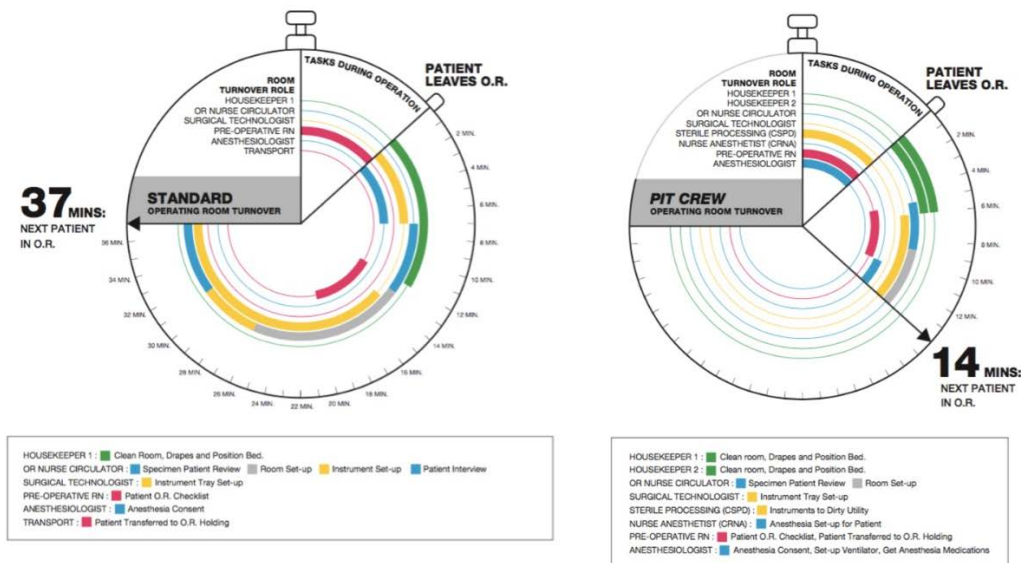 TASKS DURING OPERATION
PATIENT
LEAVES O.R.
ROOM
TURNOVER ROLE
HOUSEKEEPER 1
OR NURSE CIRCULATOR
SURGICAL TECHNOLOGIST
PRE-OPERATIVE RN
ANESTHESIOLOGIST
TRANSPORT
STANDARD
OPERATING ROOM TURNOVER
37 MINS:
NEXT PATIENT
IN O.R.
2 MIN.
4 MIN.
6 MIN.
8 MIN.
10 MIN.
12 MIN.
14 MIN.
16 MIN.
18 MIN.
20 MIN.
22 MIN.
24 MIN.
26 MIN.
28 MIN.
30 MIN.
32 MIN.
34 MIN.
36 MIN.
HOUSEKEEPER 1 : Clean Room, Drapes and Position Bed.
OR NURSE CIRCULATOR : Specimen Patient Review Room Set-up Instrument Set-up Patient Interview
SURGICAL TECHNOLOGIST : Instrument Tray Set-up
PRE-OPERATIVE RN : Patient O.R. Checklist
ANESTHESIOLOGIST : Anesthesia Consent
TRANSPORT : Patient Transferred to O.R. Holding
TASKS DURING OPERATION
PATIENT
LEAVES O.R.
ROOM
TURNOVER ROLE
HOUSEKEEPER 1
HOUSEKEEPER 2
OR NURSE CIRCULATOR
SURGICAL TECHNOLOGIST
STERILE PROCESSING (CSPD)
NURSE ANESTHETIST (CRNA)
PRE-OPERATIVE RN
ANESTHESIOLOGIST
PIT CREW
OPERATING ROOM TURNOVER
2 MIN.
4 MIN.
6 MIN.
8 MIN.
10 MIN.
12 MIN.
14 MINS:
NEXT PATIENT
IN O.R.
HOUSEKEEPER 1 : Clean room, Drapes and Position Bed.
HOUSEKEEPER 2 : Clean room, Drapes and Position Bed.
OR NURSE CIRCULATOR : Specimen Patient Review Room Set-up
SURGICAL TECHNOLOGIST : Instrument Tray Set-up
STERILE PROCESSING (CSPD) : Instruments to Dirty Utility
NURSE ANESTHETIST (CRNA) : Anesthesia Set-up for Patient
PRE-OPERATIVE RN : Patient O.R. Checklist, Patient Transferred to O.R. Holding
ANESTHESIOLOGIST : Anesthesia Consent, Set-up Ventilator, Get Anesthesia Medications